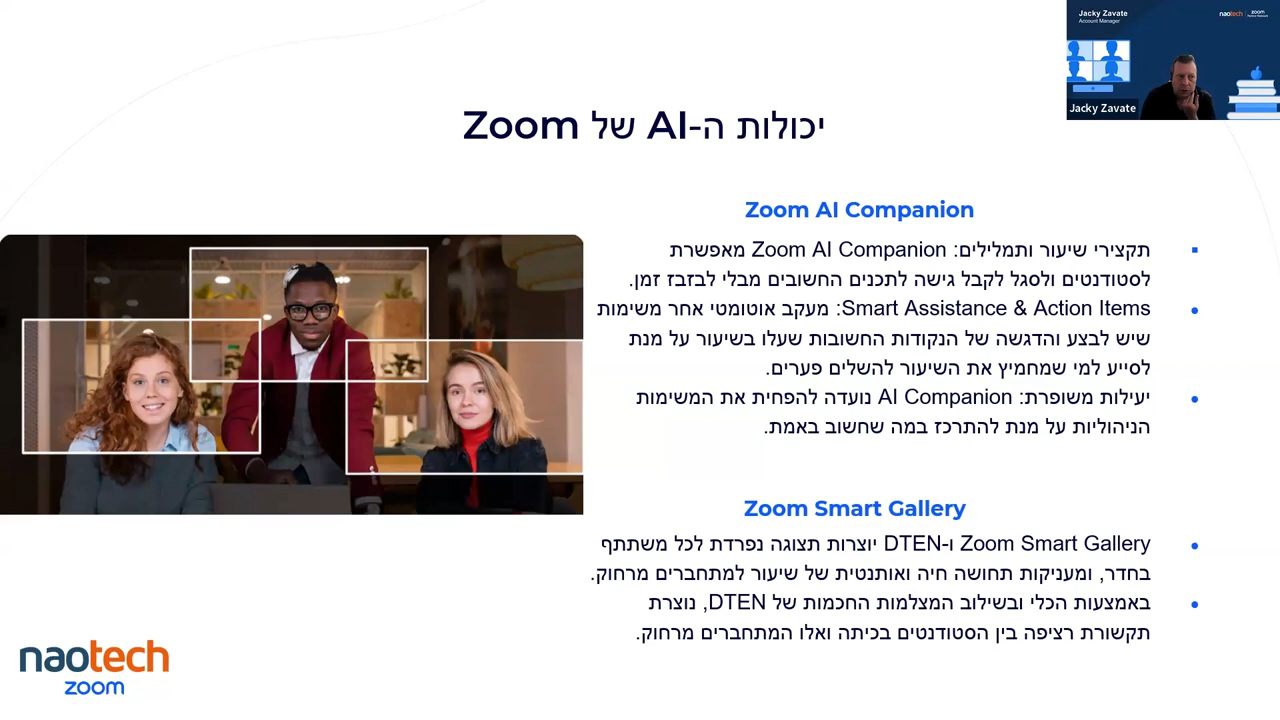 Jacky Zavate
Account Manager
naotech
zoom
Jacky Zavate
יכולות ה-AI של Zoom
Zoom AI Companion
תקצירי שיעור ותמלילים: Zoom AI Companion מאפשרת
לסטודנטים ולסגל לקבל גישה לתכנים החשובים מבלי לבזבז זמן.
Smart Assistance & Action Items: מעקב אוטומטי אחר משימות
שיש לבצע והדגשה של הנקודות החשובות שעלו בשיעור על מנת
לסייע למי שמחמיץ את השיעור להשלים פערים.
יעילות משופרת: AI Companion נועדה להפחית את המשימות
הניהוליות על מנת להתרכז במה שחשוב באמת.
Zoom Smart Gallery
Zoom Smart Gallery ו-DTEN יוצרות תצוגה נפרדת לכל משתתף
בחדר, ומעניקות תחושה חיה ואותנטית של שיעור למתחברים מרחוק.
באמצעות הכלי ובשילוב המצלמות החכמות של DTEN, נוצרת
תקשורת רציפה בין הסטודנטים בכיתה ואלו המתחברים מרחוק.
naotech
zoom